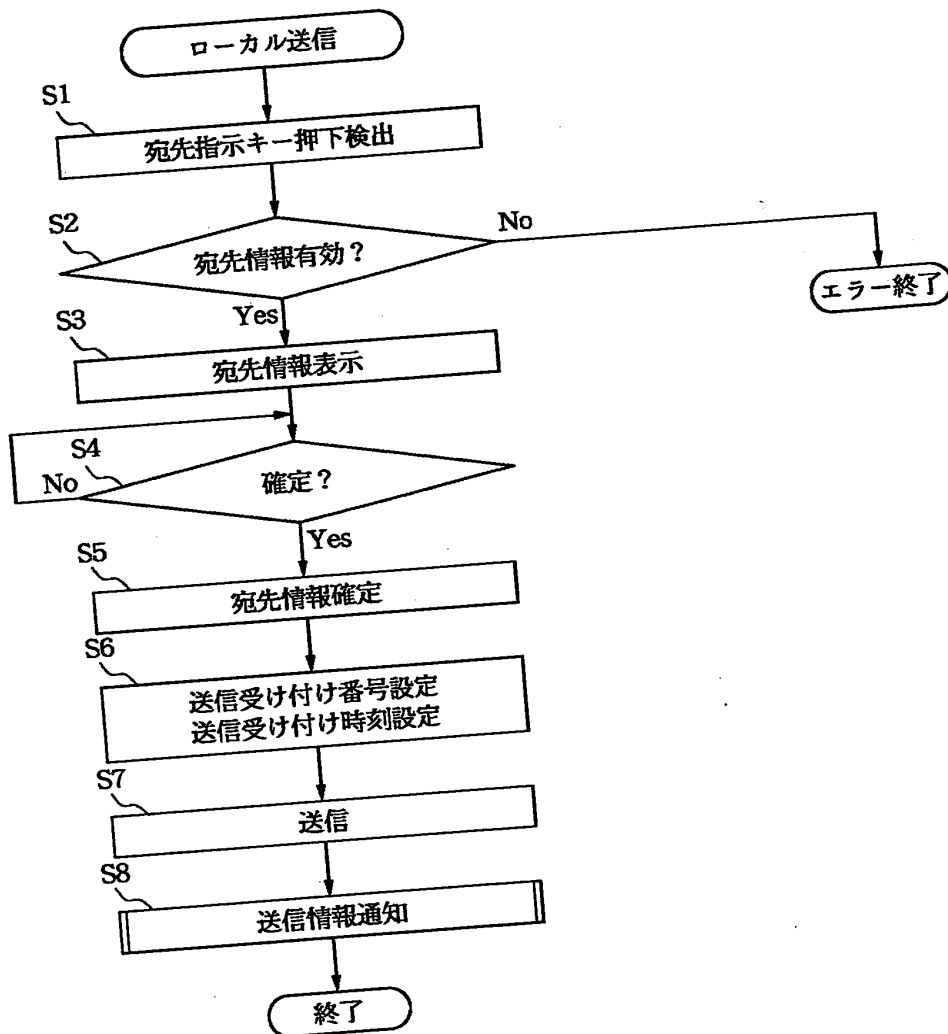 ローカル送信
S1
宛先指示キー押下検出
S2
宛先情報有効?
No
エラー終了
Yes
S3
宛先情報表示
S4
確定?
No
Yes
S5
宛先情報確定
S6
送信受け付け番号設定
送信受け付け時刻設定
S7
送信
S8
送信情報通知
終了